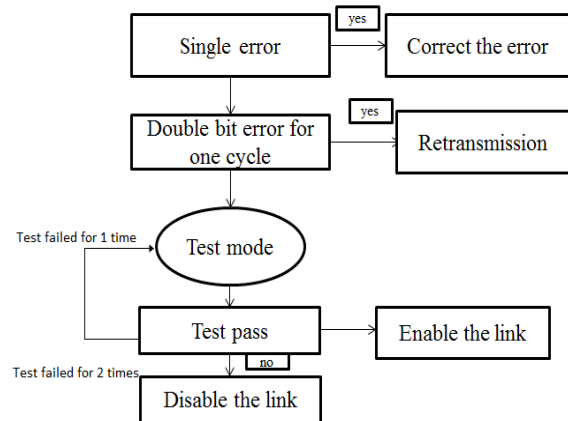 yes
Single error
Correct the error
Double bit error for
one cycle
yes
Retransmission
Test failed for 1 time
Test mode
Test pass
Enable the link
no
Test failed for 2 times
Disable the link